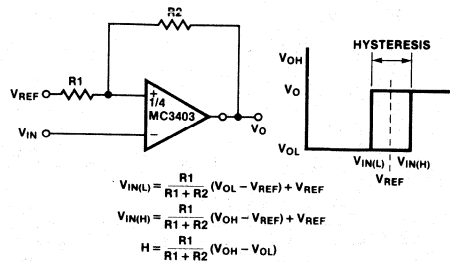 R2
R1
VREF
+
1/4
MC3403
−
VIN
VO
HYSTERESIS
VOH
VO
VOL
VIN(L)
VIN(H)
VREF
VIN(L) = R1 / R1 + R2 (VOL − VREF) + VREF
VIN(H) = R1 / R1 + R2 (VOH − VREF) + VREF
H = R1 / R1 + R2 (VOH − VOL)